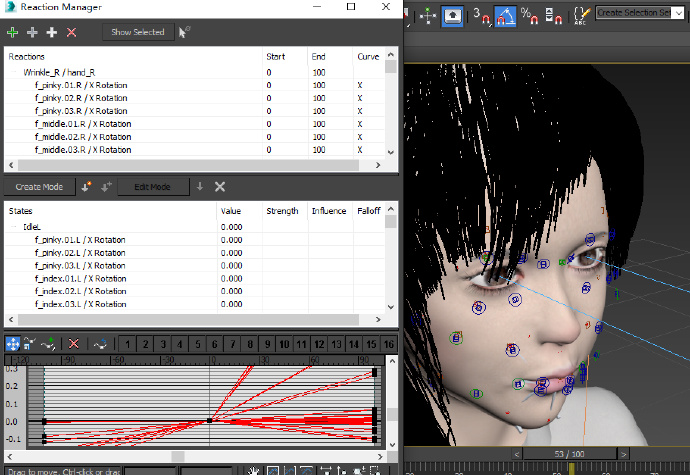 Reaction Manager
Show Selected
Reactions Start End Curve
Wrinkle_R / hand_R 0 100
f_pinky.01.R / X Rotation 0 100 X
f_pinky.02.R / X Rotation 0 100 X
f_pinky.03.R / X Rotation 0 100 X
f_middle.01.R / X Rotation 0 100 X
f_middle.02.R / X Rotation 0 100 X
f_middle.03.R / X Rotation 0 100 X
Create Mode Edit Mode
States Value Strength Influence Falloff
IdleL 0.000
f_pinky.01.L / X Rotation 0.000
f_pinky.02.L / X Rotation 0.000
f_pinky.03.L / X Rotation 0.000
f_index.01.L / X Rotation 0.000
f_index.02.L / X Rotation 0.000
f_index.03.L / X Rotation 0.000
1 2 3 4 5 6 7 8 9 10 11 12 13 14 15 16
-120 -90 -60 -30 0 30 60 90
0.3
0.2
0.1
0.0
-0.1
Drag to move. Ctrl-click or drag
3 % ABC Create Selection Set
53 / 100